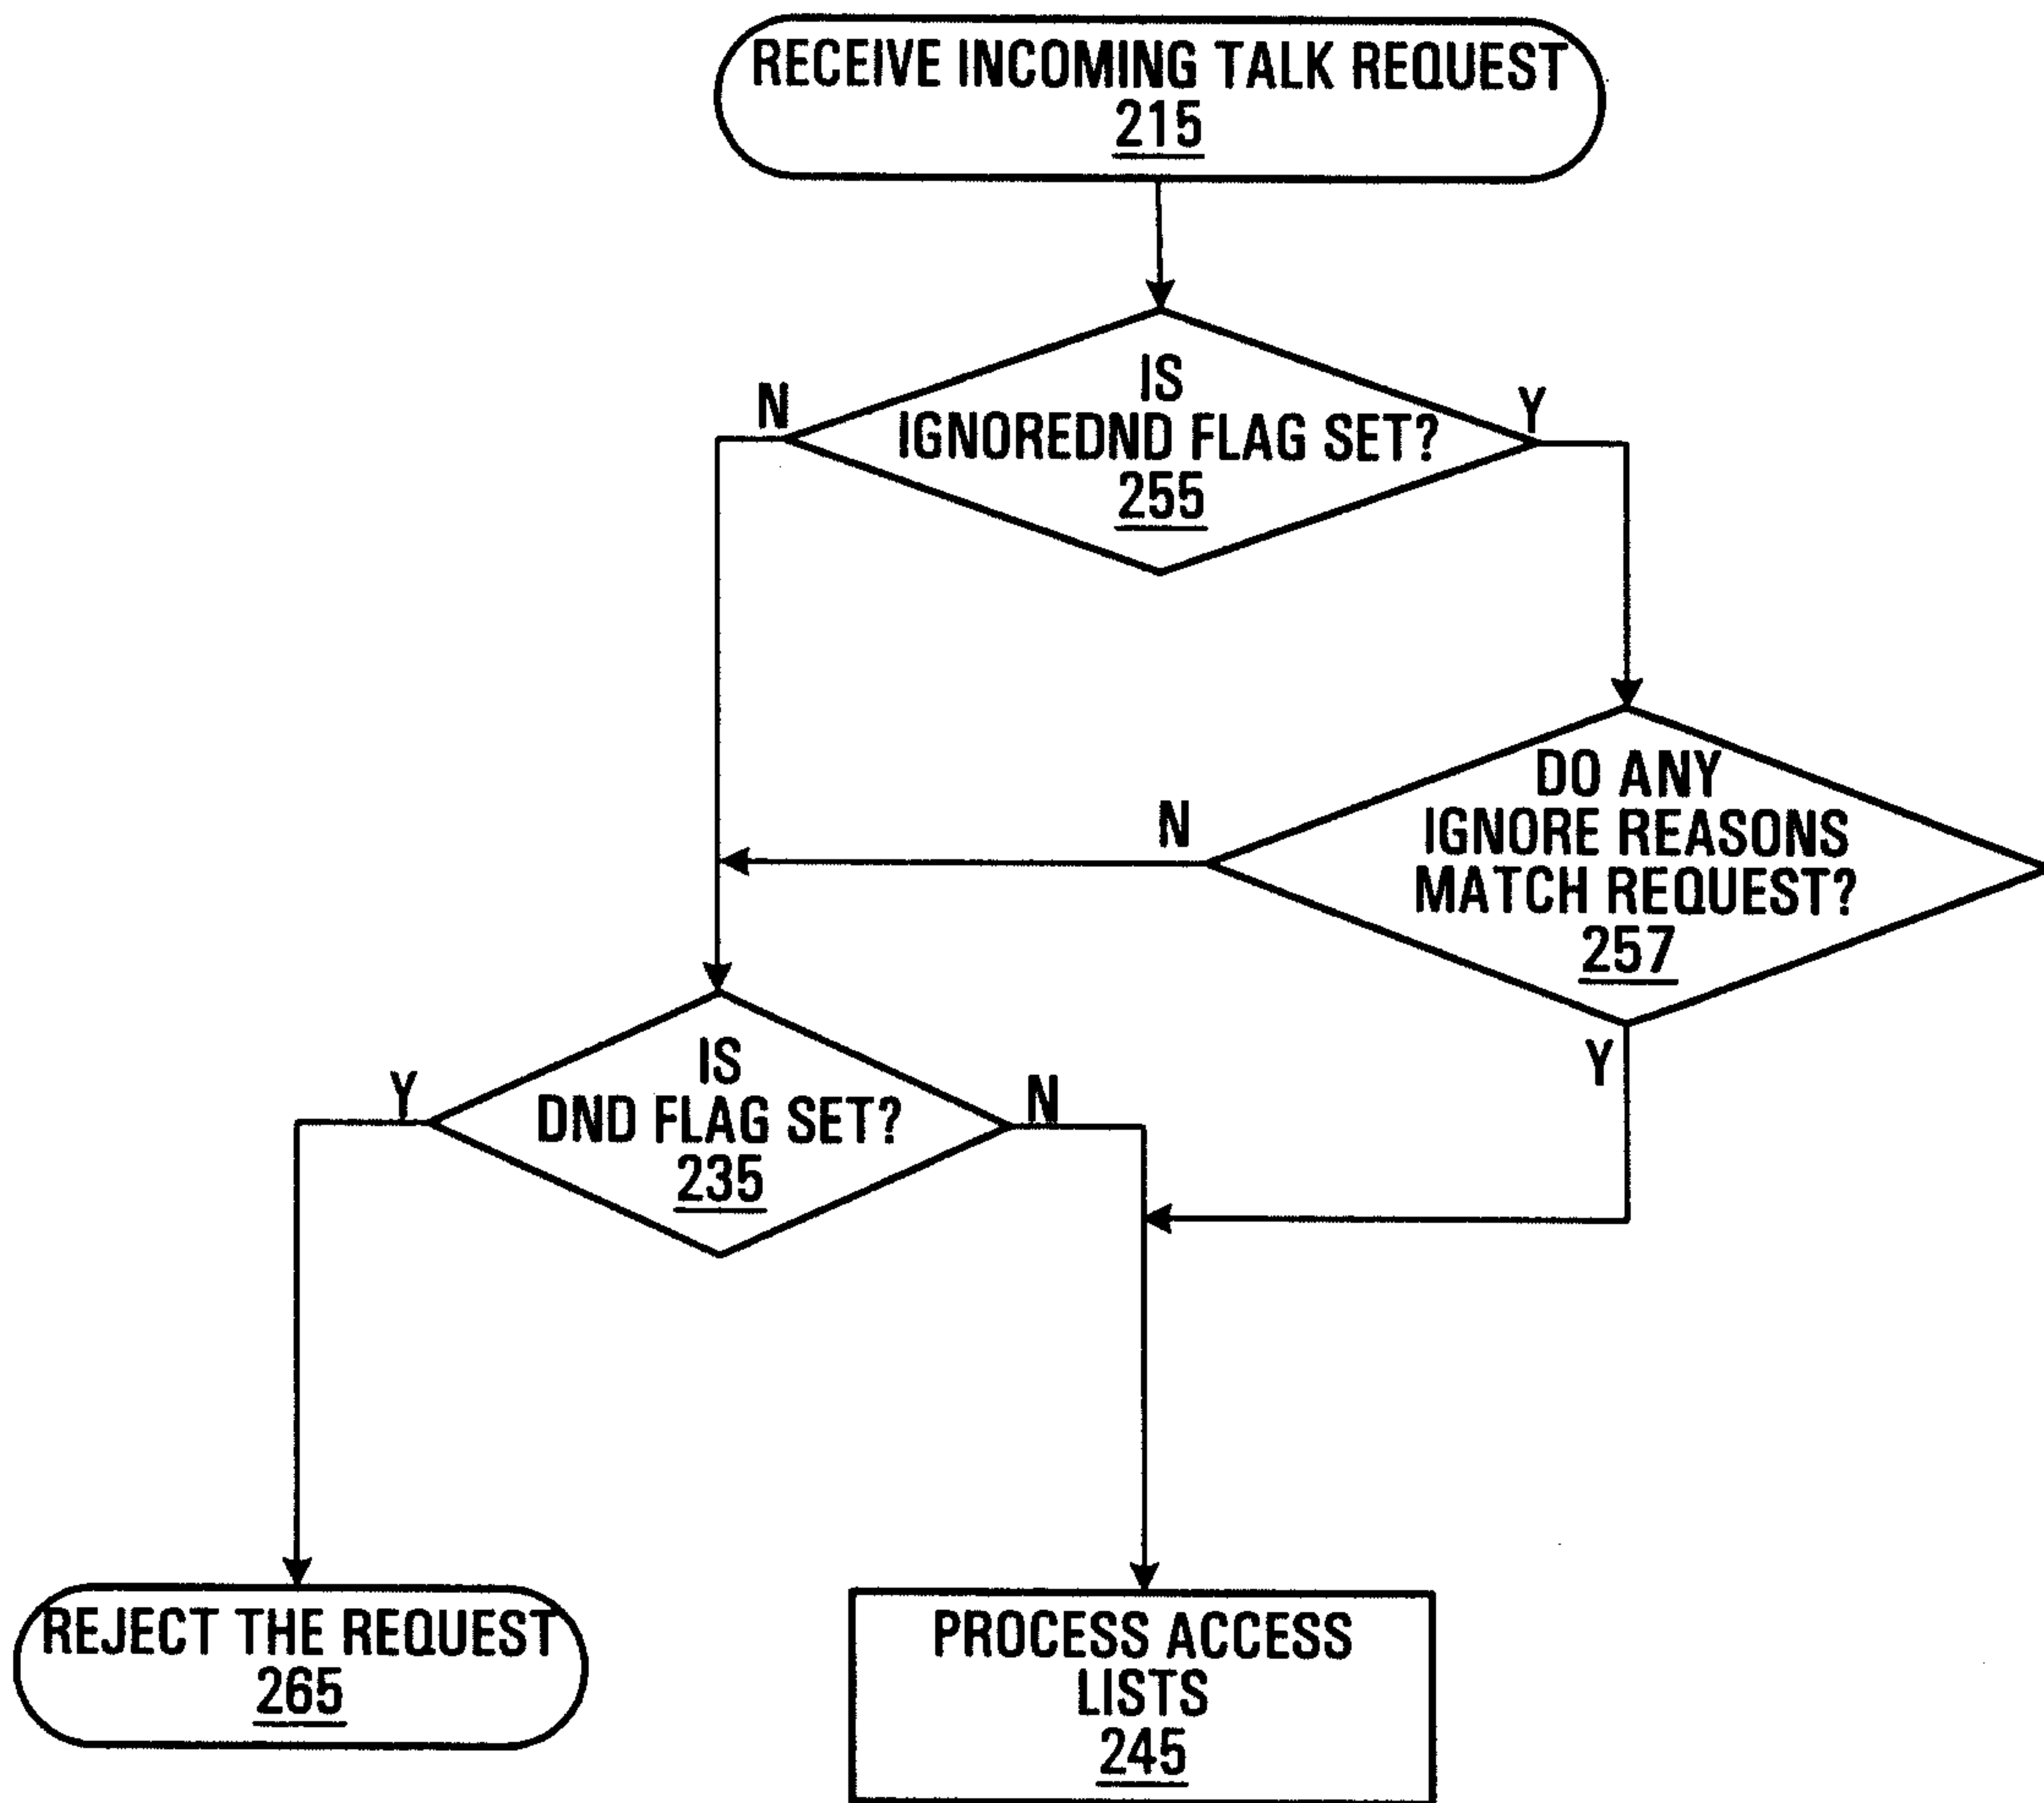 RECEIVE INCOMING TALK REQUEST
215
IS
IGNOREDND FLAG SET?
255
N
Y
DO ANY
IGNORE REASONS
MATCH REQUEST?
257
N
Y
IS
DND FLAG SET?
235
Y
N
REJECT THE REQUEST
265
PROCESS ACCESS
LISTS
245